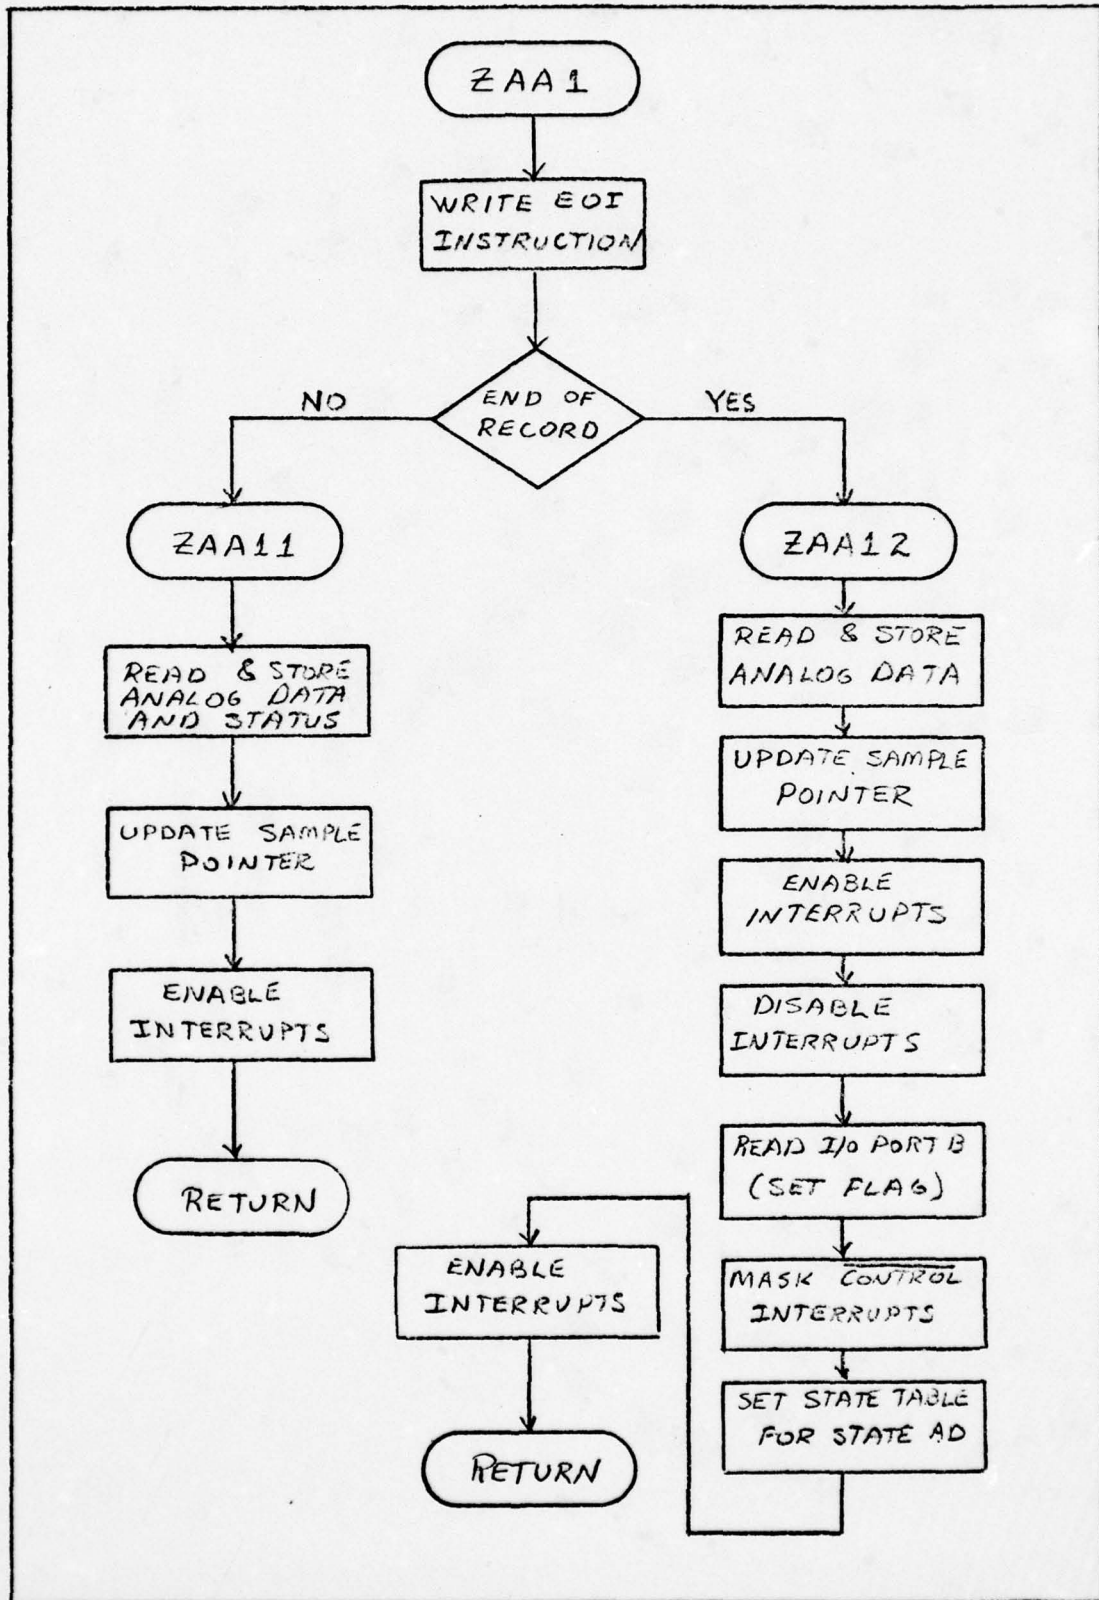 ZAA1
WRITE EOI
INSTRUCTION
END OF
RECORD
NO
YES
ZAA11
READ & STORE
ANALOG DATA
AND STATUS
UPDATE SAMPLE
POINTER
ENABLE
INTERRUPTS
RETURN
ZAA12
READ & STORE
ANALOG DATA
UPDATE SAMPLE
POINTER
ENABLE
INTERRUPTS
DISABLE
INTERRUPTS
READ I/O PORT B
(SET FLAG)
MASK CONTROL
INTERRUPTS
SET STATE TABLE
FOR STATE AD
ENABLE
INTERRUPTS
RETURN